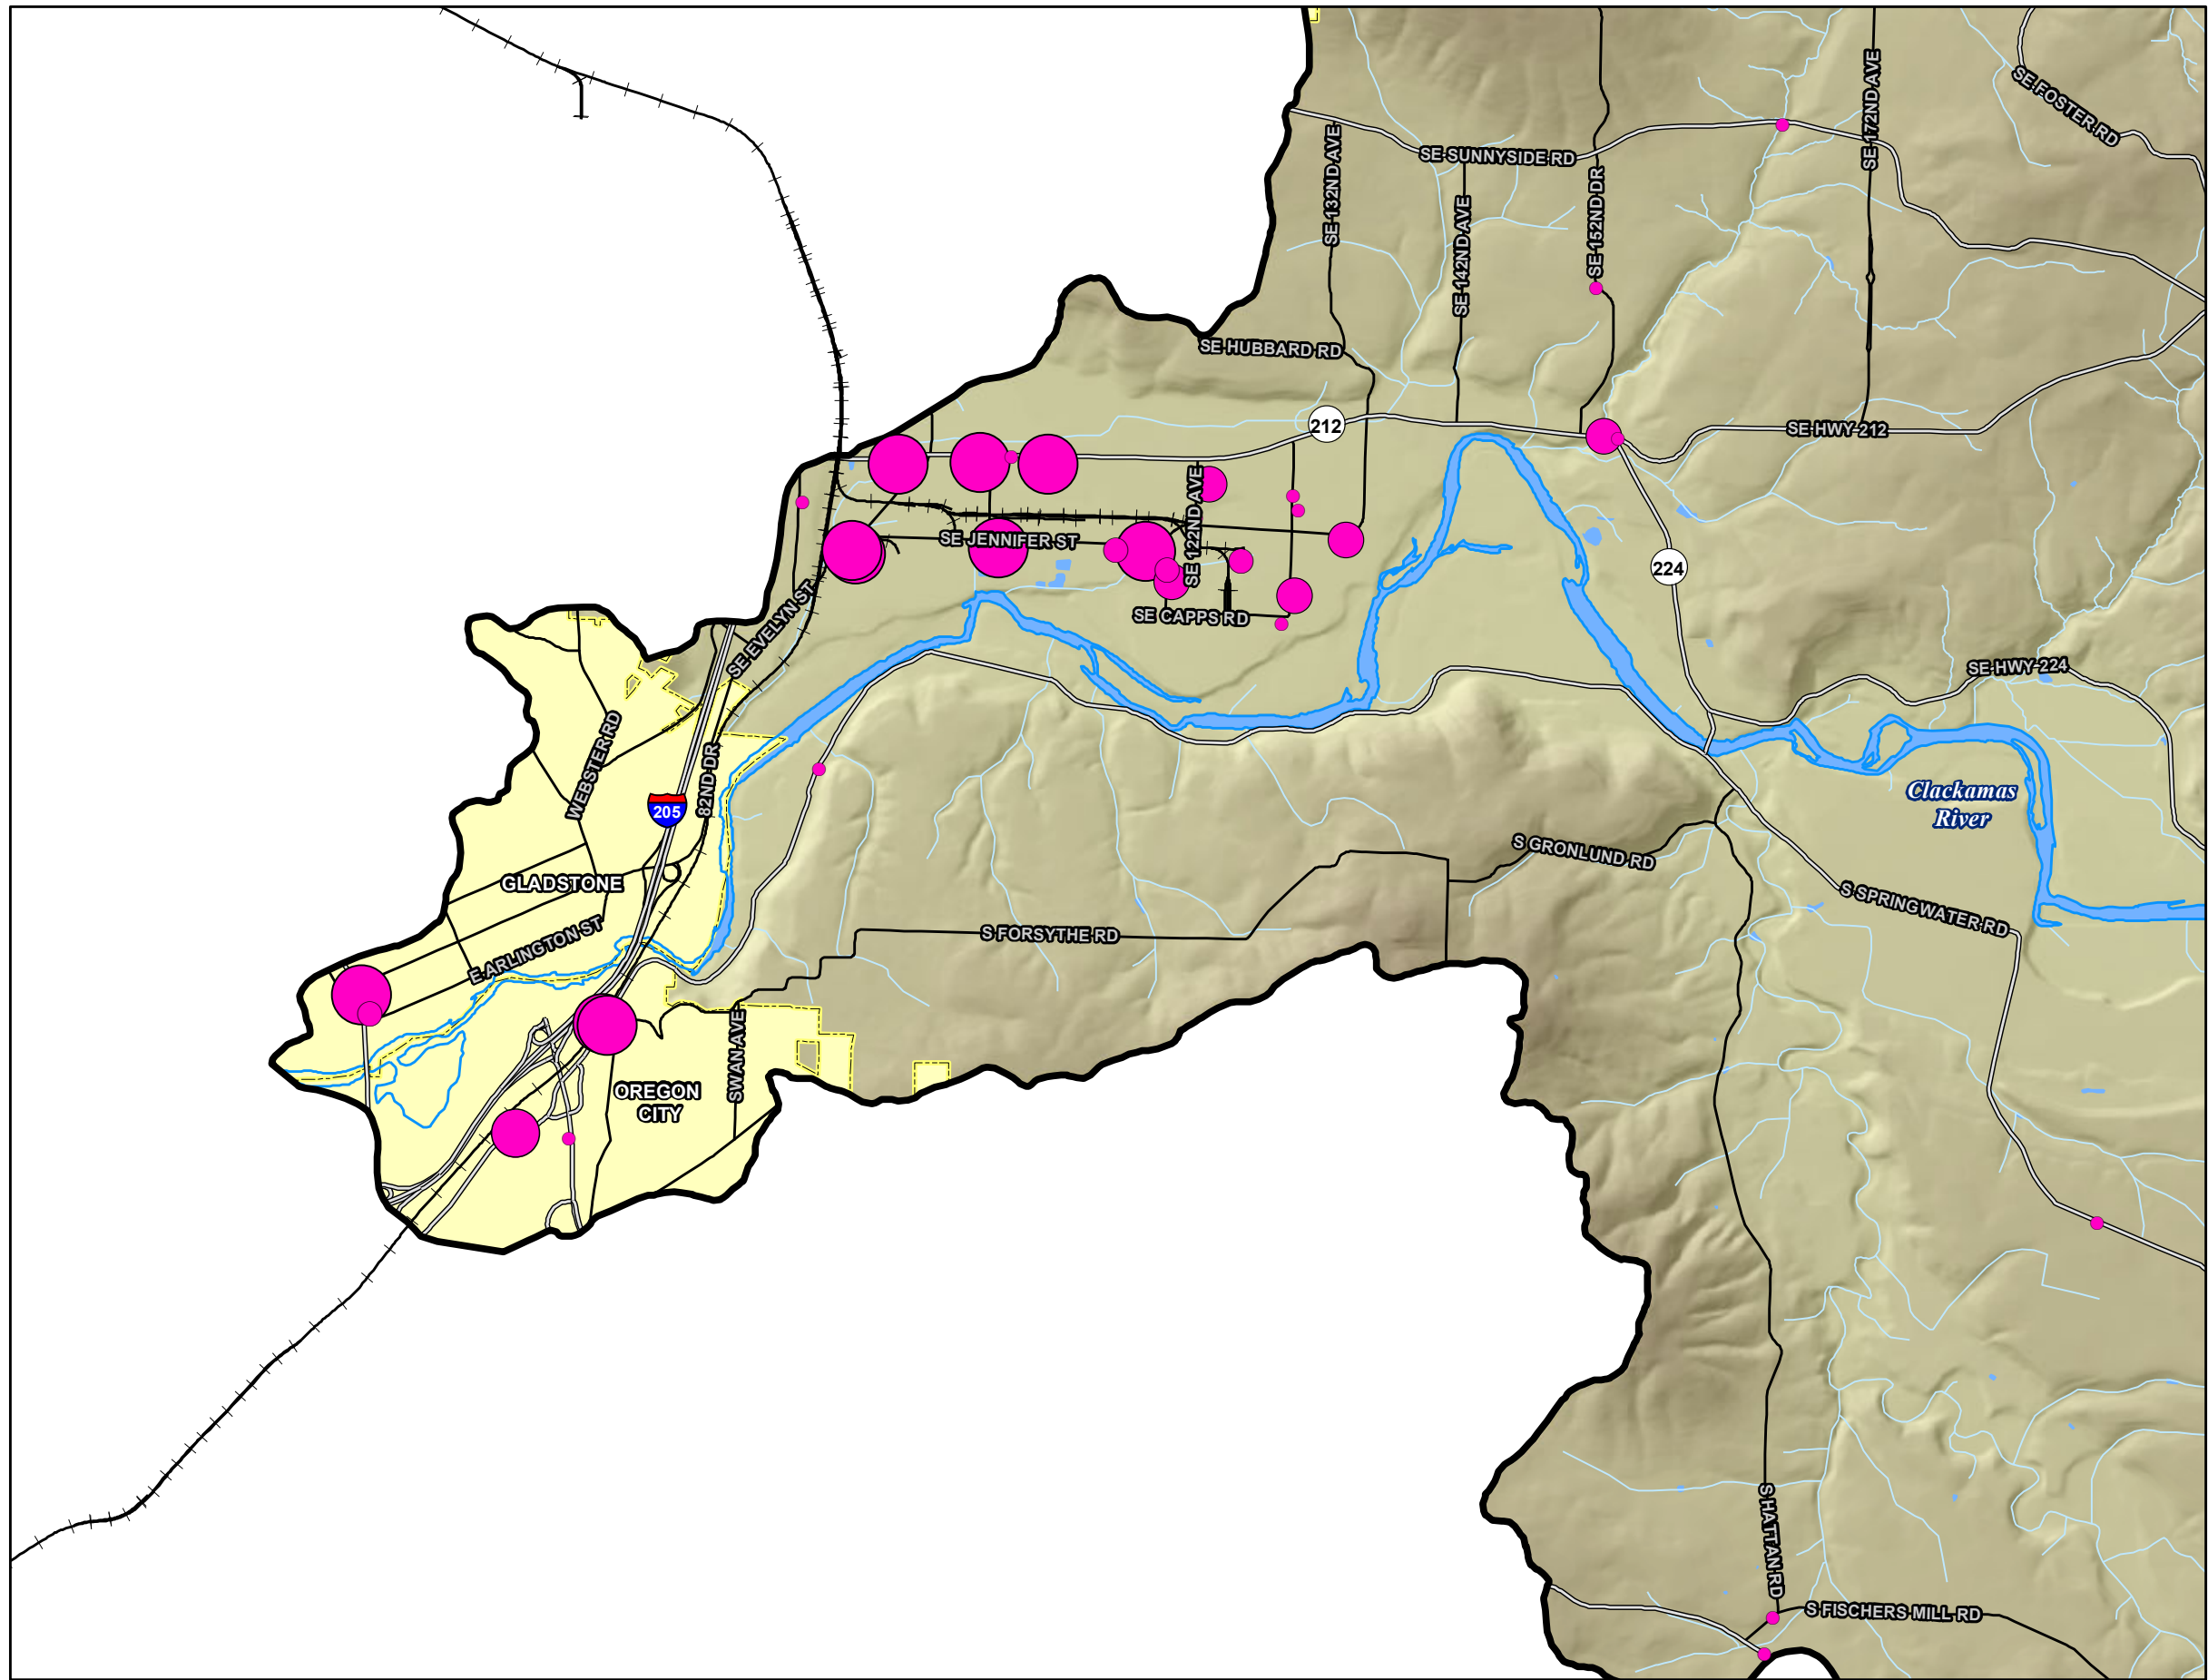 SE FOSTER RD
SE 172ND AVE
SE SUNNYSIDE RD
SE 132ND AVE
SE 142ND AVE
SE 152ND DR
SE HUBBARD RD
212
SE HWY 212
SE 122ND AVE
SE JENNIFER ST
224
SE CAPPS RD
SE EVELYN ST
SE HWY 224
WEBSTER RD
82ND DR
205
Clackamas
River
S GRONLUND RD
GLADSTONE
S SPRINGWATER RD
E ARLINGTON ST
S FORSYTHE RD
SWAN AVE
OREGON
CITY
S HATTAN RD
S FISCHERS MILL RD